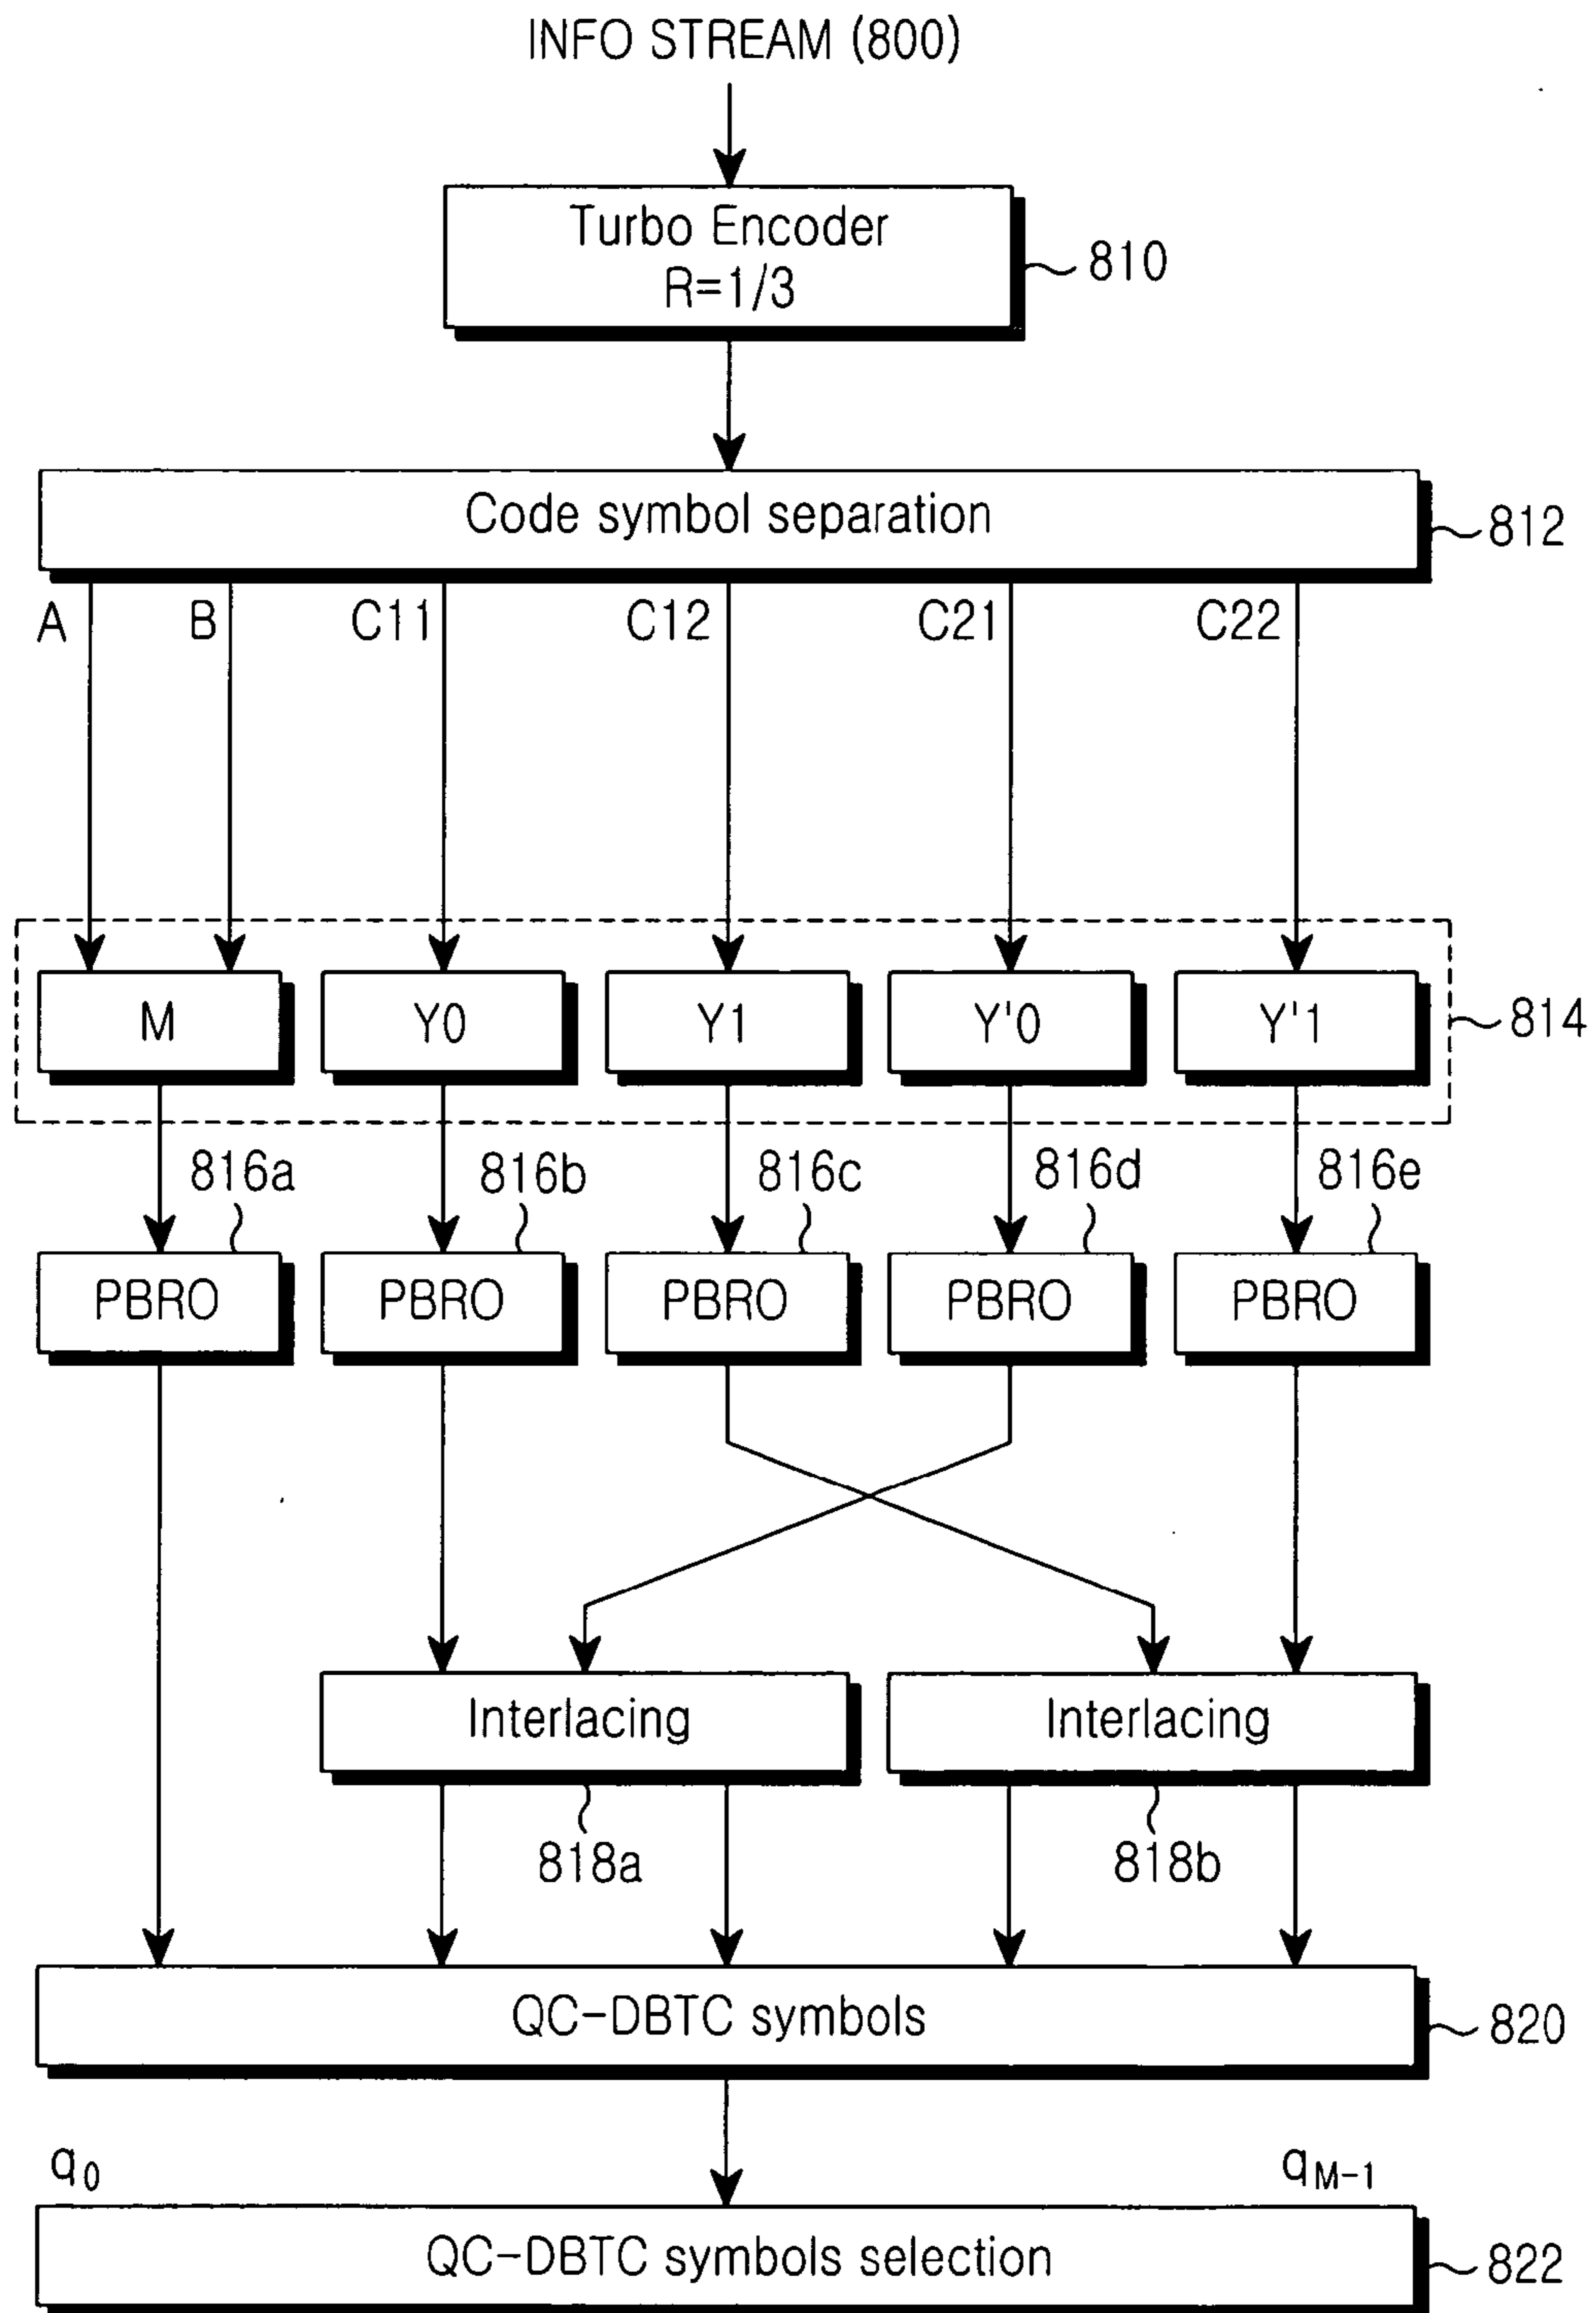 INFO STREAM (800)
Turbo Encoder
R=1/3
810
Code symbol separation
812
A B C11 C12 C21 C22
M Y0 Y1 Y'0 Y'1
814
816a 816b 816c 816d 816e
PBRO PBRO PBRO PBRO PBRO
Interlacing Interlacing
818a 818b
QC-DBTC symbols
820
q0 qM-1
QC-DBTC symbols selection
822